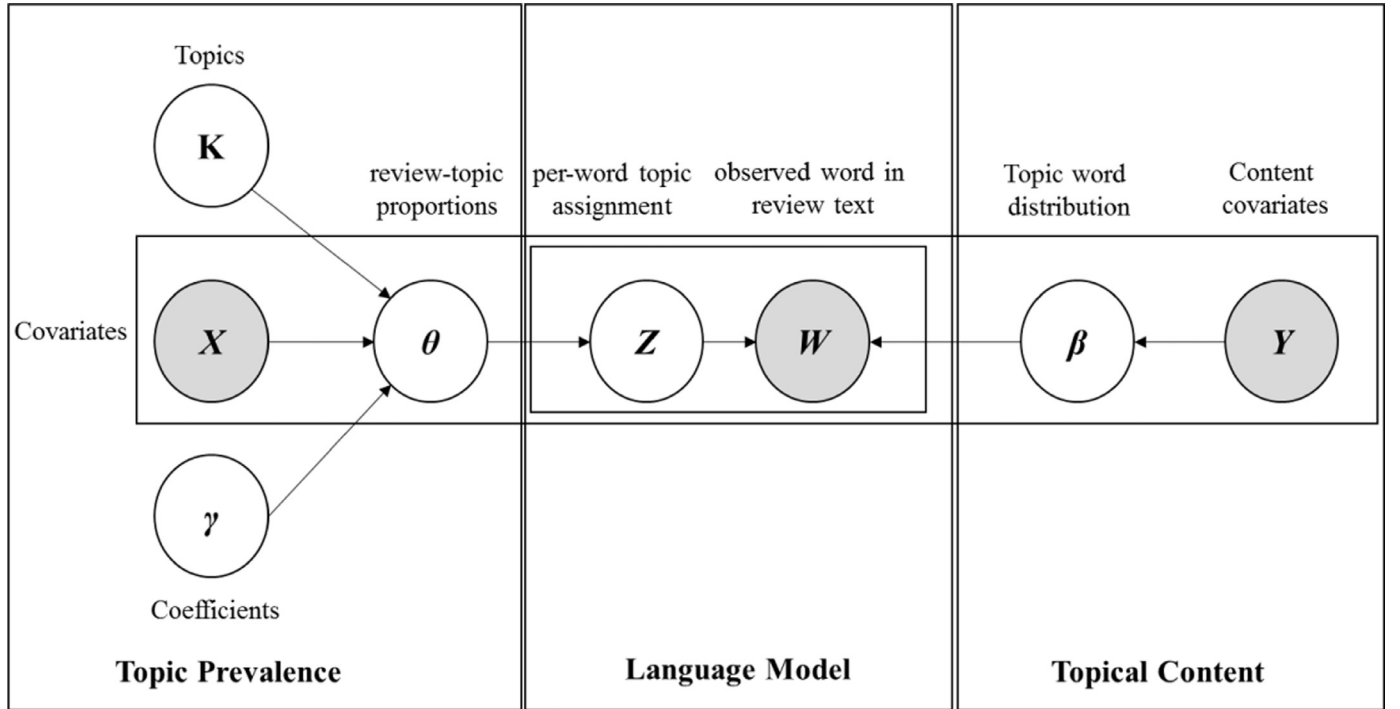 Topics
K
review-topic
proportions
per-word topic
assignment
observed word in
review text
Topic word
distribution
Content
covariates
Covariates
X
θ
Z
W
β
Y
γ
Coefficients
Topic Prevalence
Language Model
Topical Content